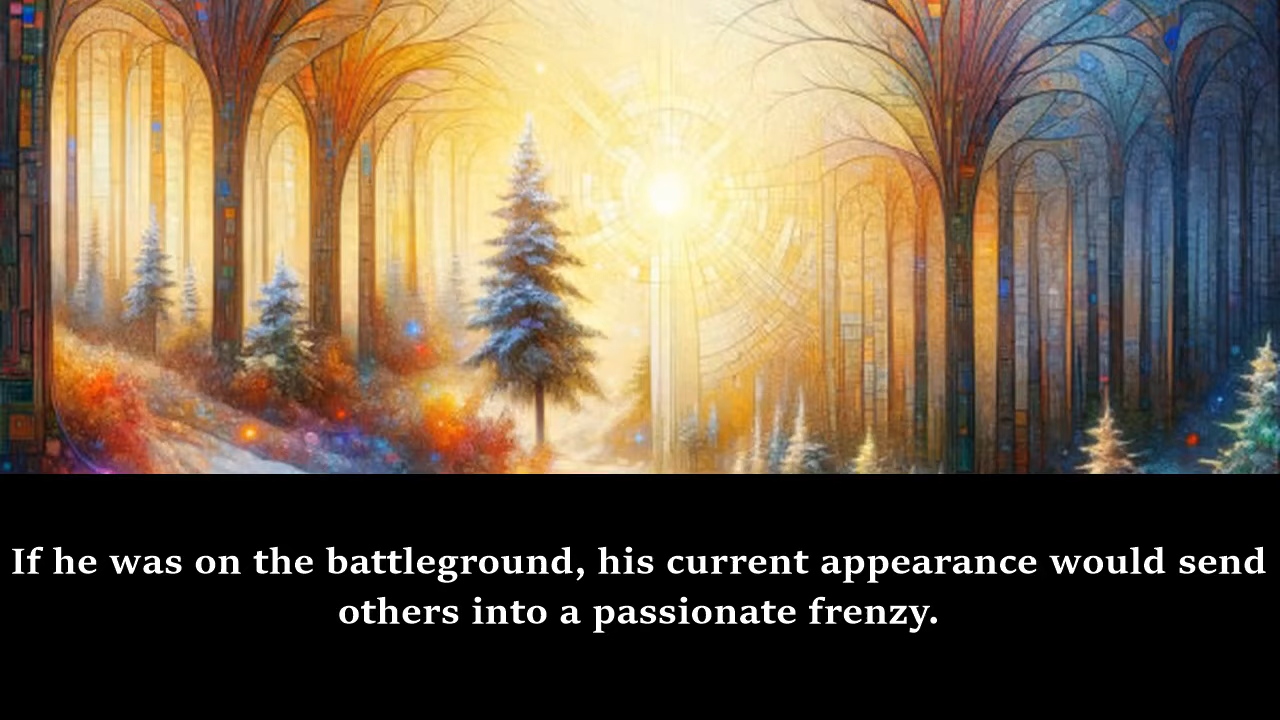 If he was on the battleground, his current appearance would send
others into a passionate frenzy.